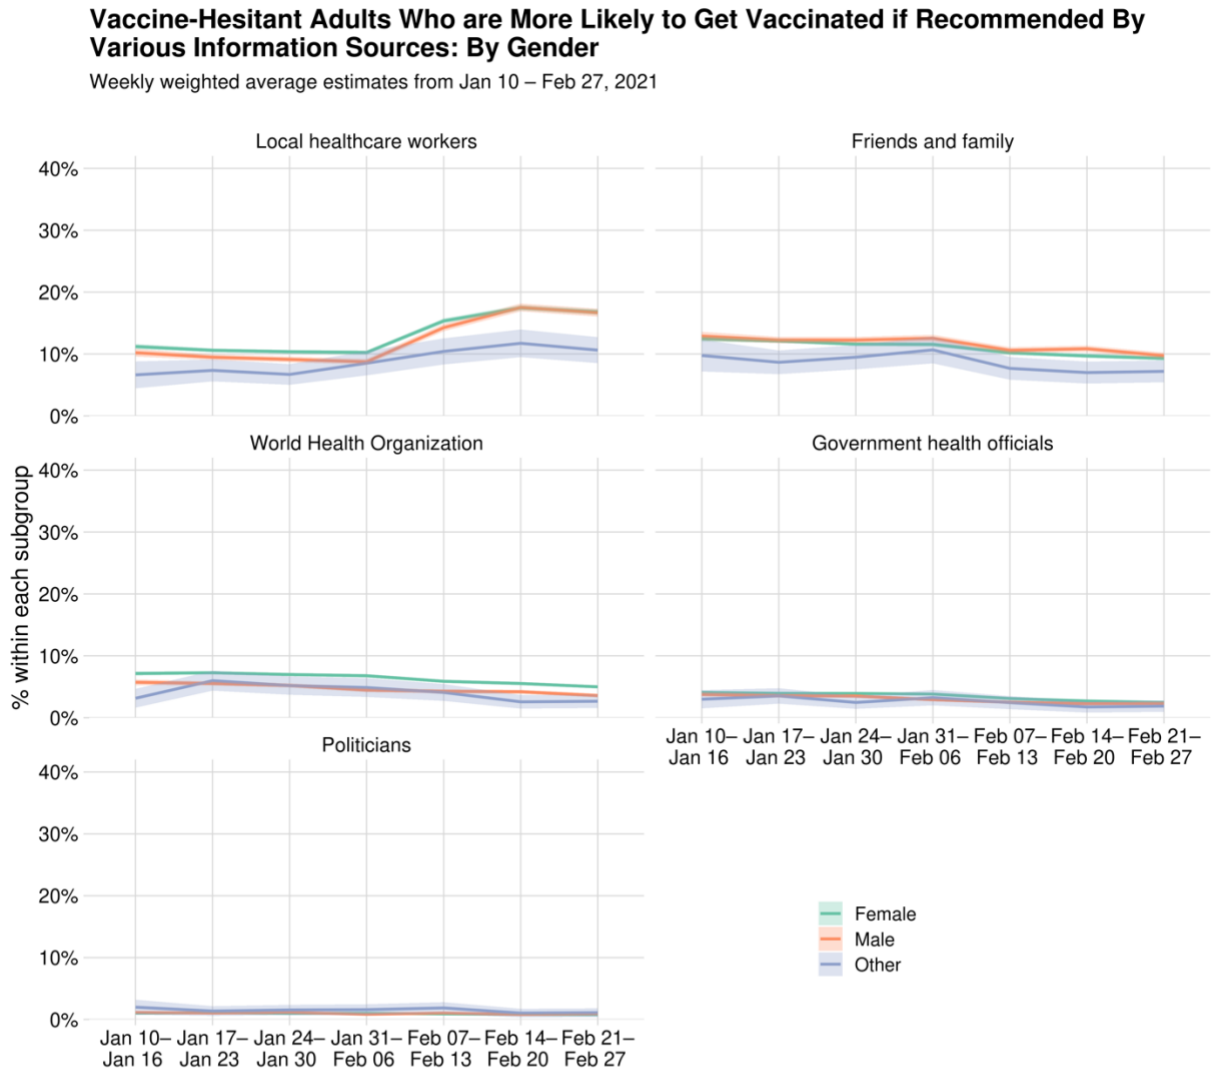 Vaccine-Hesitant Adults Who are More Likely to Get Vaccinated if Recommended By
Various Information Sources: By Gender
Weekly weighted average estimates from Jan 10 – Feb 27, 2021
Local healthcare workers
Friends and family
40%
30%
20%
10%
0%
World Health Organization
Government health officials
40%
30%
20%
10%
0%
% within each subgroup
Jan 10– Jan 17– Jan 24– Jan 31– Feb 07– Feb 14– Feb 21–
Jan 16 Jan 23 Jan 30 Feb 06 Feb 13 Feb 20 Feb 27
Politicians
40%
30%
20%
10%
0%
Jan 10– Jan 17– Jan 24– Jan 31– Feb 07– Feb 14– Feb 21–
Jan 16 Jan 23 Jan 30 Feb 06 Feb 13 Feb 20 Feb 27
Female
Male
Other